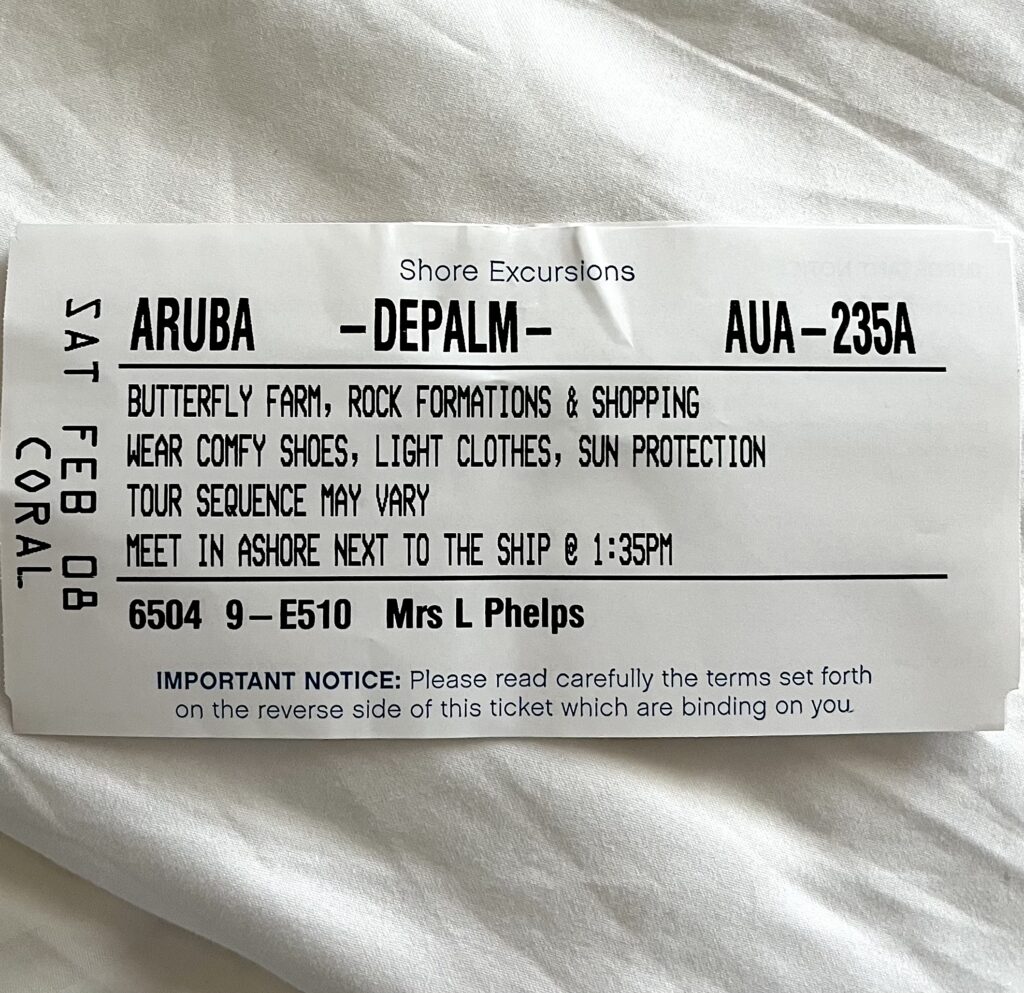 Shore Excursions
ARUBA -DEPALM- AUA-235A
BUTTERFLY FARM, ROCK FORMATIONS & SHOPPING
WEAR COMFY SHOES, LIGHT CLOTHES, SUN PROTECTION
TOUR SEQUENCE MAY VARY
MEET IN ASHORE NEXT TO THE SHIP @ 1:35PM
6504 9-E510 Mrs L Phelps
IMPORTANT NOTICE: Please read carefully the terms set forth
on the reverse side of this ticket which are binding on you
SAT FEB 08
CORAL